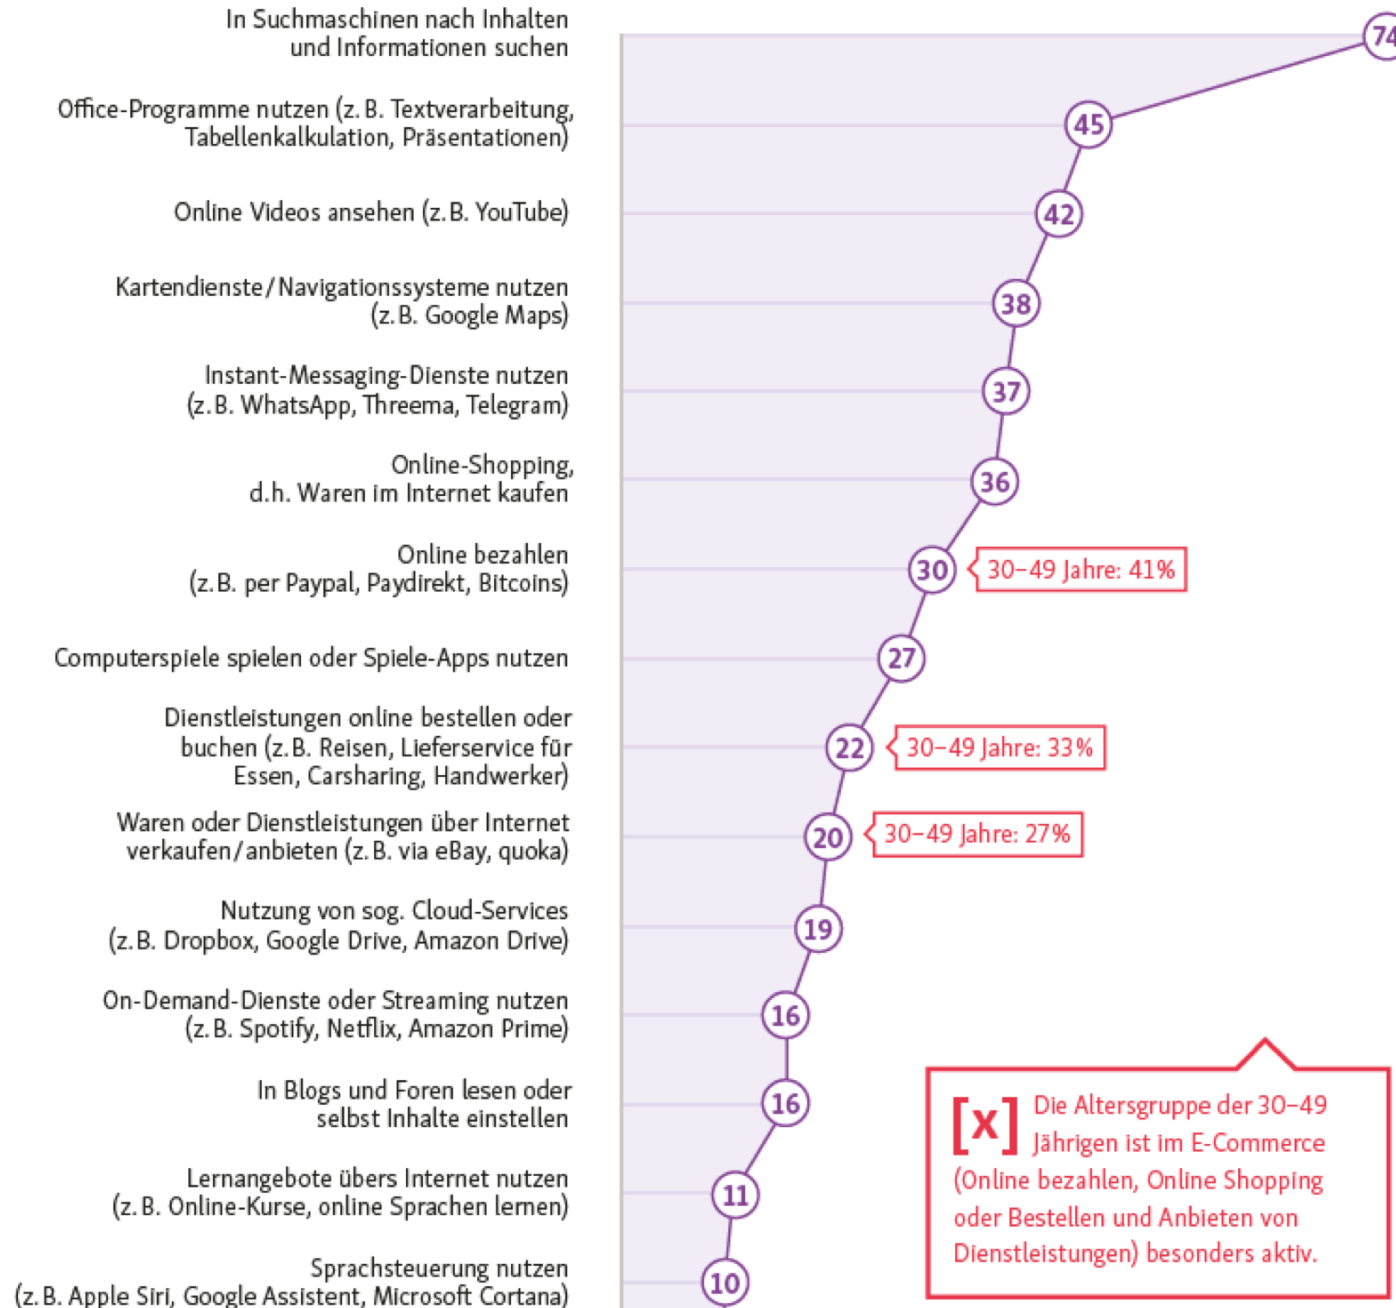 In Suchmaschinen nach Inhalten
und Informationen suchen
74
Office-Programme nutzen (z. B. Textverarbeitung,
Tabellenkalkulation, Präsentationen)
45
Online Videos ansehen (z. B. YouTube)
42
Kartendienste/Navigationssysteme nutzen
(z. B. Google Maps)
38
Instant-Messaging-Dienste nutzen
(z. B. WhatsApp, Threema, Telegram)
37
Online-Shopping,
d.h. Waren im Internet kaufen
36
Online bezahlen
(z. B. per Paypal, Paydirekt, Bitcoins)
30
30–49 Jahre: 41%
Computerspiele spielen oder Spiele-Apps nutzen
27
Dienstleistungen online bestellen oder
buchen (z. B. Reisen, Lieferservice für
Essen, Carsharing, Handwerker)
22
30–49 Jahre: 33%
Waren oder Dienstleistungen über Internet
verkaufen/anbieten (z. B. via eBay, quoka)
20
30–49 Jahre: 27%
Nutzung von sog. Cloud-Services
(z. B. Dropbox, Google Drive, Amazon Drive)
19
On-Demand-Dienste oder Streaming nutzen
(z. B. Spotify, Netflix, Amazon Prime)
16
In Blogs und Foren lesen oder
selbst Inhalte einstellen
16
Lernangebote übers Internet nutzen
(z. B. Online-Kurse, online Sprachen lernen)
11
Sprachsteuerung nutzen
(z. B. Apple Siri, Google Assistent, Microsoft Cortana)
10
[x] Die Altersgruppe der 30–49
Jährigen ist im E-Commerce
(Online bezahlen, Online Shopping
oder Bestellen und Anbieten von
Dienstleistungen) besonders aktiv.